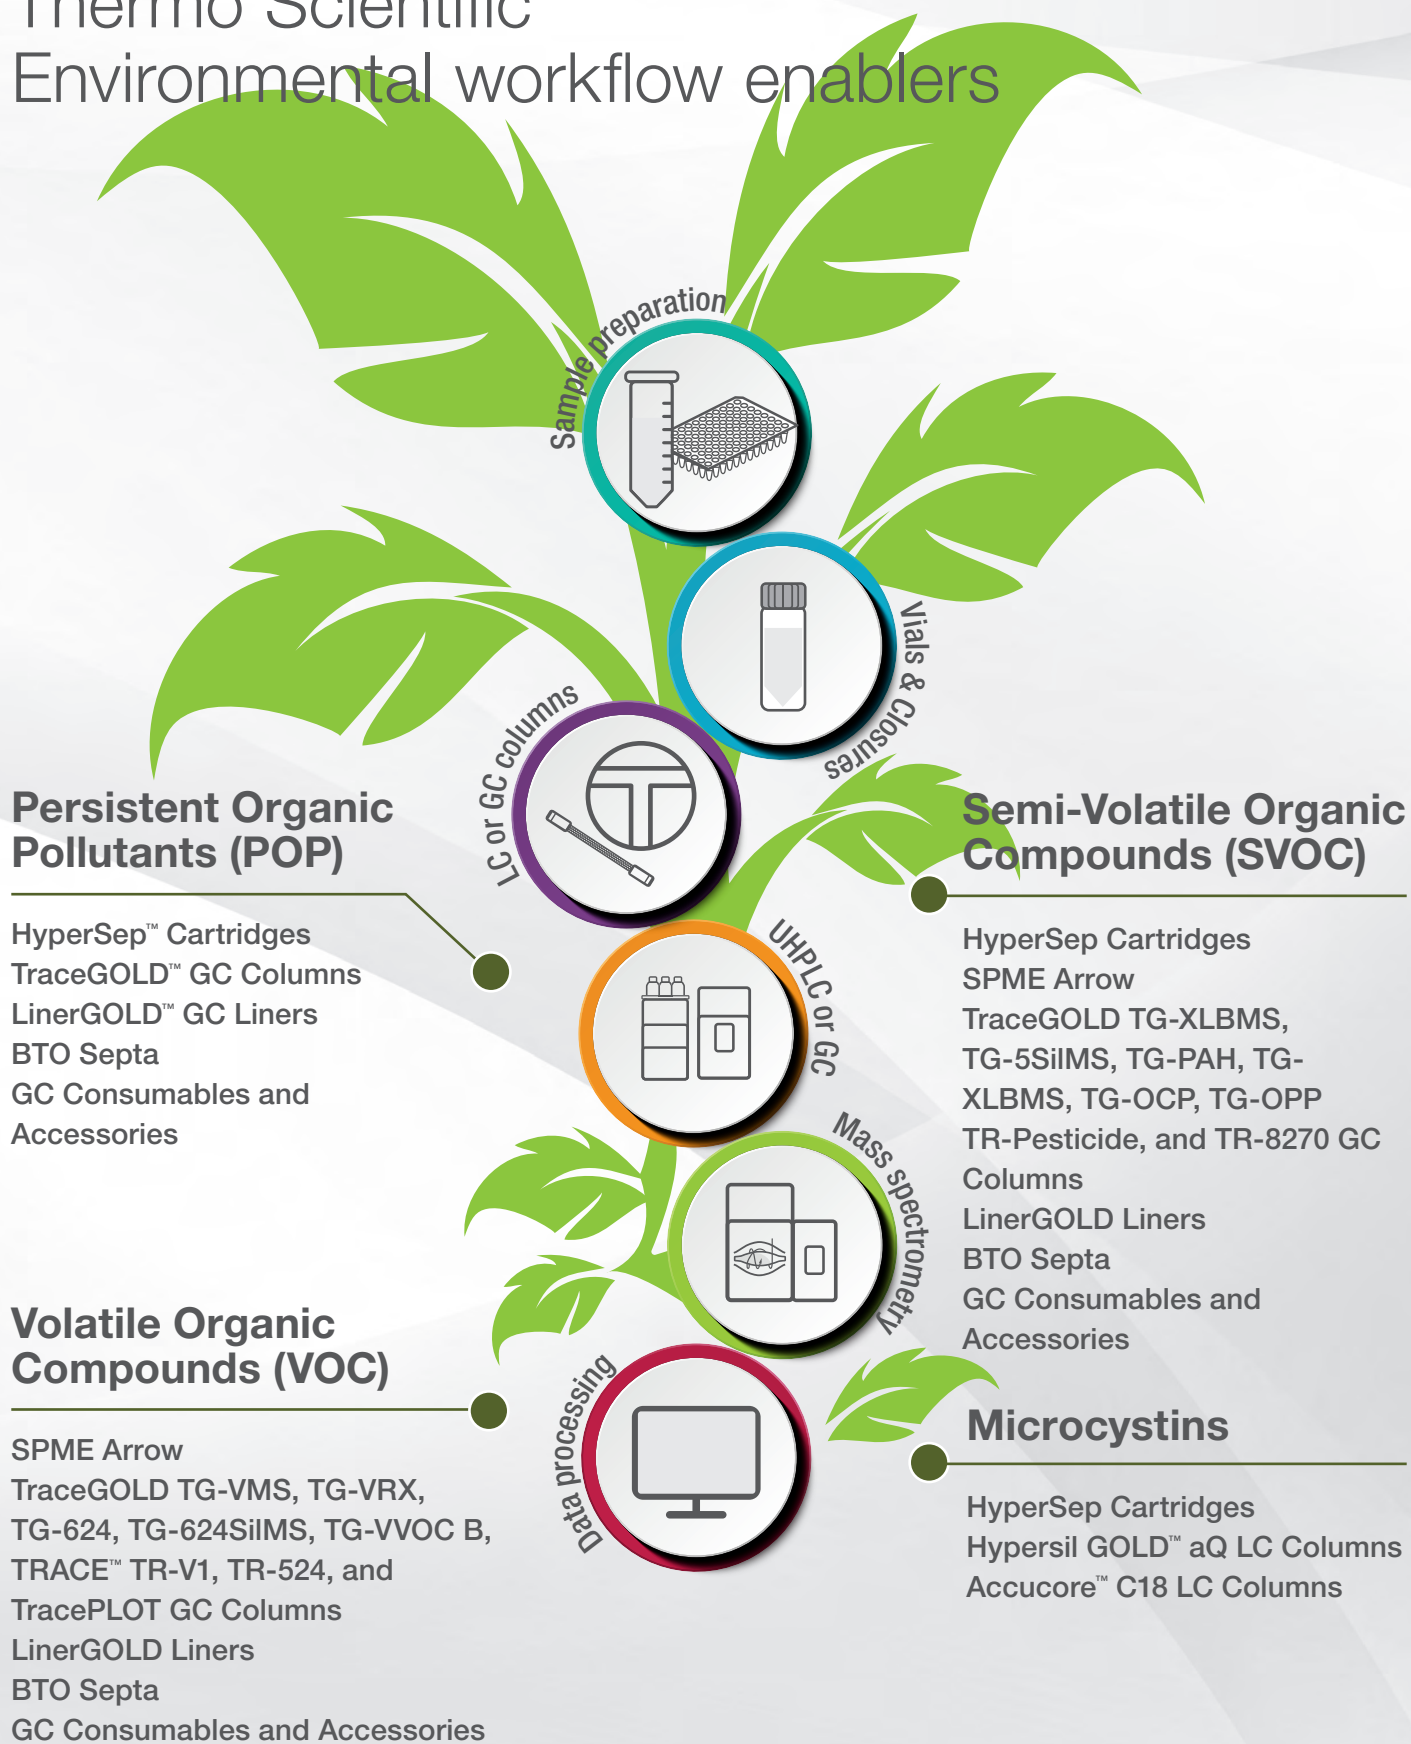 Thermo Scientific
Environmental workflow enablers
Sample preparation
Vials & Closures
LC or GC columns
UHPLC or GC
Mass spectrometry
Data processing
Persistent Organic
Pollutants (POP)
HyperSep™ Cartridges
TraceGOLD™ GC Columns
LinerGOLD™ GC Liners
BTO Septa
GC Consumables and
Accessories
Volatile Organic
Compounds (VOC)
SPME Arrow
TraceGOLD TG-VMS, TG-VRX,
TG-624, TG-624SilMS, TG-VVOC B,
TRACE™ TR-V1, TR-524, and
TracePLOT GC Columns
LinerGOLD Liners
BTO Septa
GC Consumables and Accessories
Semi-Volatile Organic
Compounds (SVOC)
HyperSep Cartridges
SPME Arrow
TraceGOLD TG-XLBMS,
TG-5SilMS, TG-PAH, TG-
XLBMS, TG-OCP, TG-OPP
TR-Pesticide, and TR-8270 GC
Columns
LinerGOLD Liners
BTO Septa
GC Consumables and
Accessories
Microcystins
HyperSep Cartridges
Hypersil GOLD™ aQ LC Columns
Accucore™ C18 LC Columns